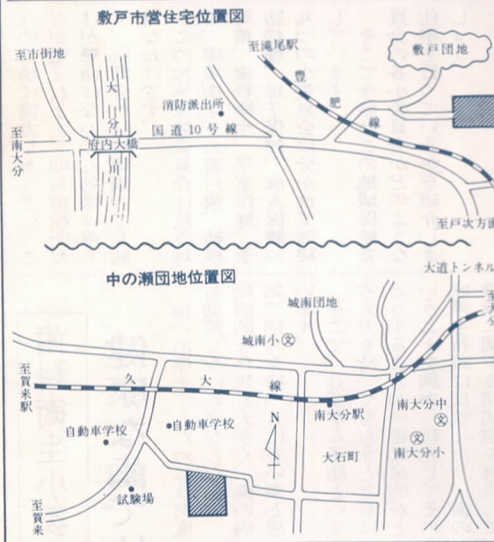 敷戸市営住宅位置図
至市街地
至滝尾駅
敷戸団地
大分川
消防派出所
豊肥線
国道10号線
至南大分
府内大橋
至戸次方面
中の瀬団地位置図
大道トンネル
城南団地
城南小㊆
至賀来駅
久大線
南大分駅
自動車学校
自動車学校
N
南大分中
文
文
南大分小
大石町
試験場
至賀来